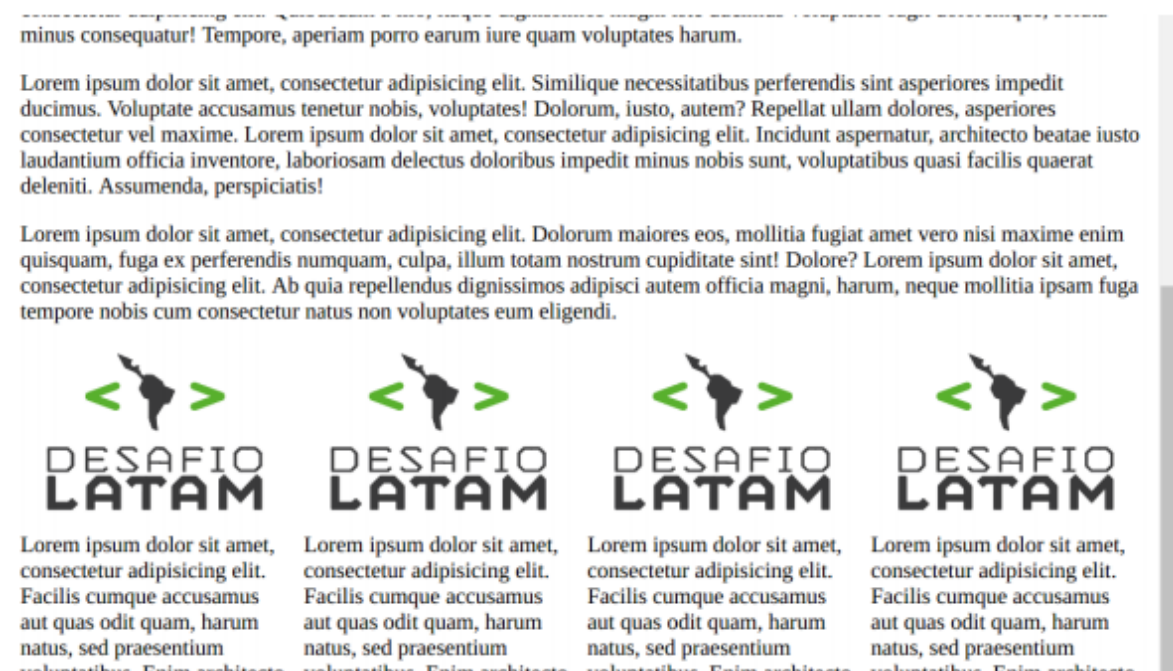 minus consequatur! Tempore, aperiam porro earum iure quam voluptates harum.
Lorem ipsum dolor sit amet, consectetur adipisicing elit. Similique necessitatibus perferendis sint asperiores impedit
ducimus. Voluptate accusamus tenetur nobis, voluptates! Dolorum, iusto, autem? Repellat ullam dolores, asperiores
consectetur vel maxime. Lorem ipsum dolor sit amet, consectetur adipisicing elit. Incidunt aspernatur, architecto beatae iusto
laudantium officia inventore, laboriosam delectus doloribus impedit minus nobis sunt, voluptatibus quasi facilis quaerat
deleniti. Assumenda, perspiciatis!
Lorem ipsum dolor sit amet, consectetur adipisicing elit. Dolorum maiores eos, mollitia fugiat amet vero nisi maxime enim
quisquam, fuga ex perferendis numquam, culpa, illum totam nostrum cupiditate sint! Dolore? Lorem ipsum dolor sit amet,
consectetur adipisicing elit. Ab quia repellendus dignissimos adipisci autem officia magni, harum, neque mollitia ipsam fuga
tempore nobis cum consectetur natus non voluptates eum eligendi.
< >
DESAFIO
LATAM
Lorem ipsum dolor sit amet,
consectetur adipisicing elit.
Facilis cumque accusamus
aut quas odit quam, harum
natus, sed praesentium
< >
DESAFIO
LATAM
Lorem ipsum dolor sit amet,
consectetur adipisicing elit.
Facilis cumque accusamus
aut quas odit quam, harum
natus, sed praesentium
< >
DESAFIO
LATAM
Lorem ipsum dolor sit amet,
consectetur adipisicing elit.
Facilis cumque accusamus
aut quas odit quam, harum
natus, sed praesentium
< >
DESAFIO
LATAM
Lorem ipsum dolor sit amet,
consectetur adipisicing elit.
Facilis cumque accusamus
aut quas odit quam, harum
natus, sed praesentium